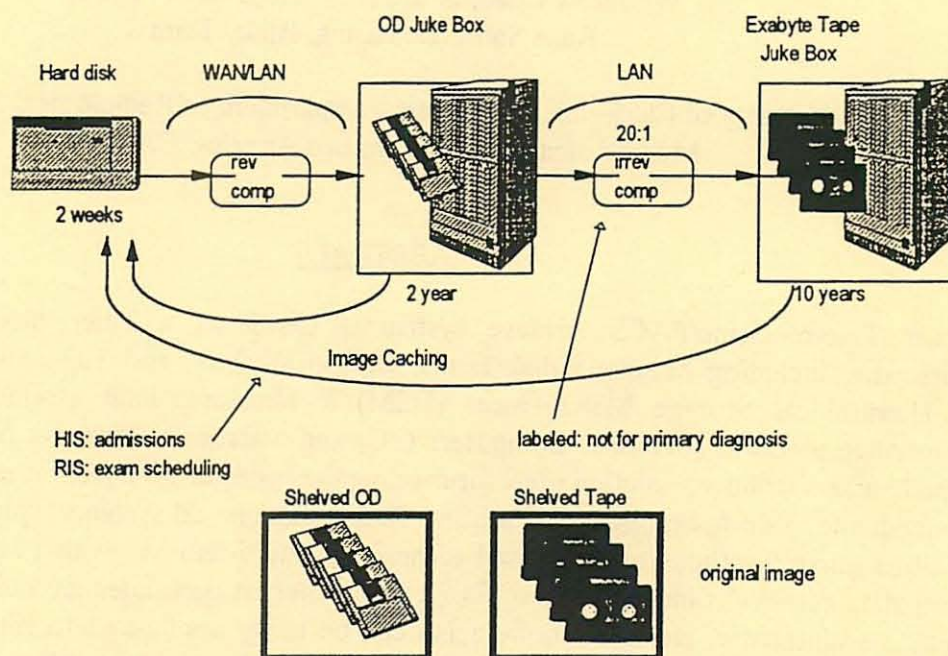 OD Juke Box
Exabyte Tape
Juke Box
Hard disk
WAN/LAN
LAN
20:1
rev
comp
irrev
comp
2 weeks
2 year
10 years
Image Caching
HIS: admissions
RIS: exam scheduling
labeled: not for primary diagnosis
Shelved OD
Shelved Tape
original image